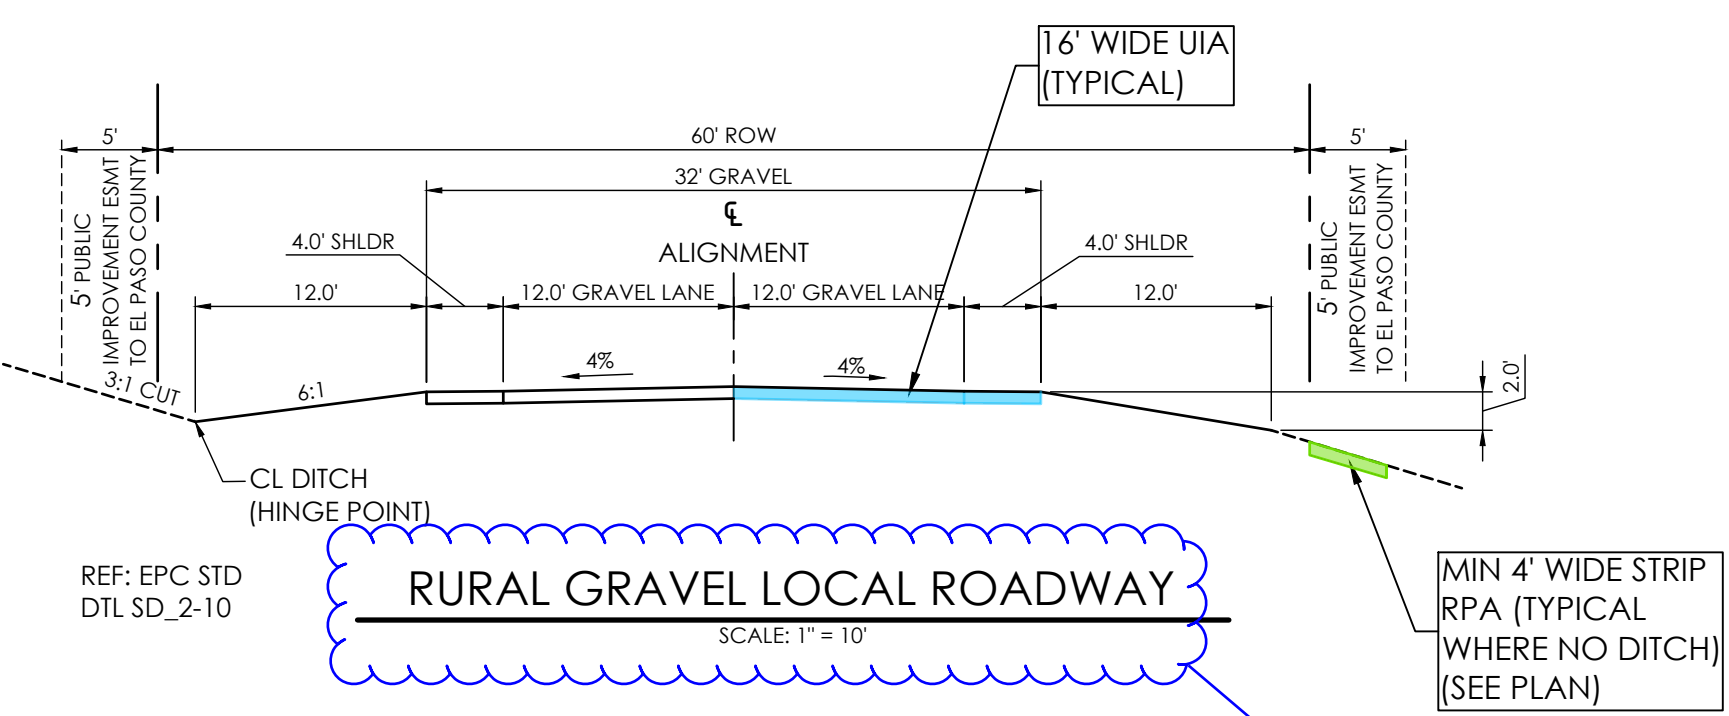 16' WIDE UIA
(TYPICAL)
5'
60' ROW
5'
32' GRAVEL
℄
ALIGNMENT
4.0' SHLDR
4.0' SHLDR
12.0'
12.0' GRAVEL LANE
12.0' GRAVEL LANE
12.0'
5' PUBLIC
IMPROVEMENT ESMT
TO EL PASO COUNTY
5' PUBLIC
IMPROVEMENT ESMT
TO EL PASO COUNTY
3:1 CUT
6:1
4%
4%
2.0'
CL DITCH
(HINGE POINT)
REF: EPC STD
DTL SD_2-10
RURAL GRAVEL LOCAL ROADWAY
SCALE: 1" = 10'
MIN 4' WIDE STRIP
RPA (TYPICAL
WHERE NO DITCH)
(SEE PLAN)